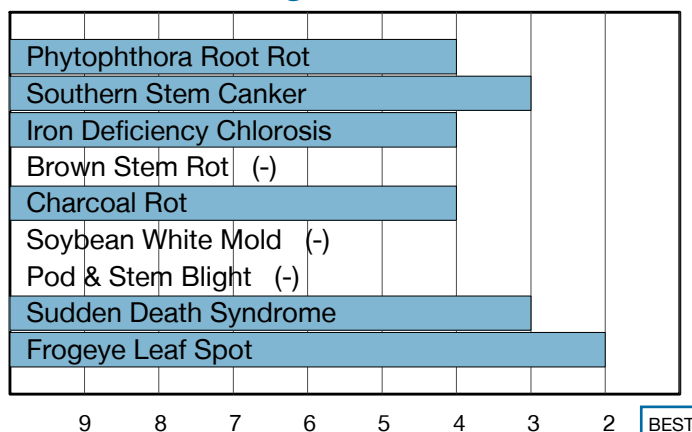 Phytophthora Root Rot
Southern Stem Canker
Iron Deficiency Chlorosis
Brown Stem Rot (-)
Charcoal Rot
Soybean White Mold (-)
Pod & Stem Blight (-)
Sudden Death Syndrome
Frogeye Leaf Spot
9 8 7 6 5 4 3 2 BEST